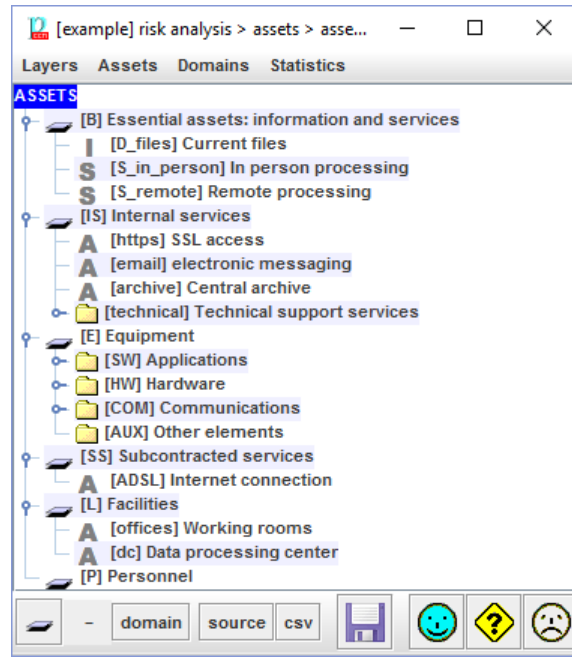 [example] risk analysis > assets > asse...
Layers Assets Domains Statistics
ASSETS
[B] Essential assets: information and services
I [D_files] Current files
S [S_in_person] In person processing
S [S_remote] Remote processing
[IS] Internal services
A [https] SSL access
A [email] electronic messaging
A [archive] Central archive
[technical] Technical support services
[E] Equipment
[SW] Applications
[HW] Hardware
[COM] Communications
[AUX] Other elements
[SS] Subcontracted services
A [ADSL] Internet connection
[L] Facilities
A [offices] Working rooms
A [dc] Data processing center
[P] Personnel
– domain source csv ?